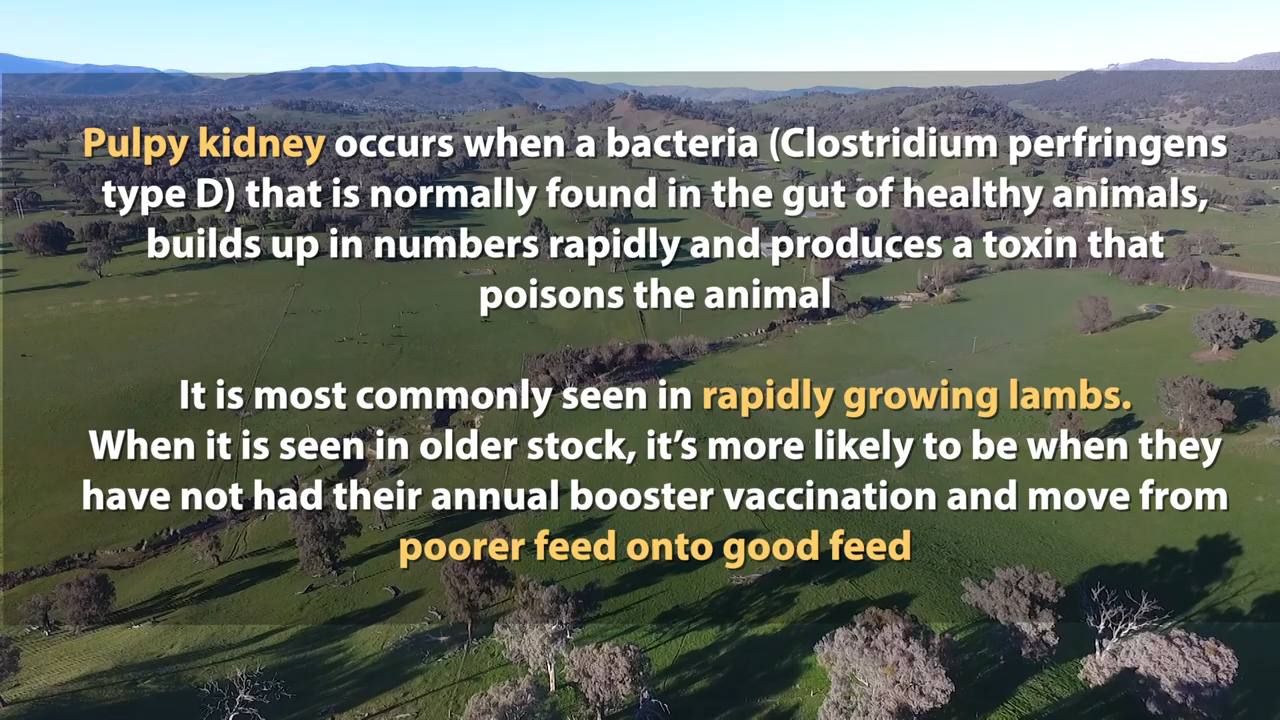 Pulpy kidney occurs when a bacteria (Clostridium perfringens
type D) that is normally found in the gut of healthy animals,
builds up in numbers rapidly and produces a toxin that
poisons the animal
It is most commonly seen in rapidly growing lambs.
When it is seen in older stock, it’s more likely to be when they
have not had their annual booster vaccination and move from
poorer feed onto good feed